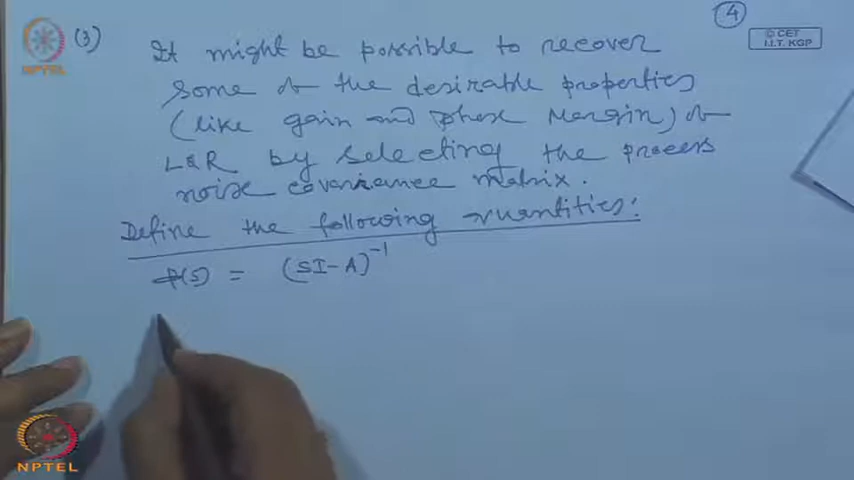 4
© CET
I.I.T. KGP
NPTEL
(3) It might be possible to recover
some of the desirable properties
(like gain and phase Margin) of
LQR by selecting the process
noise covariance matrix.
Define the following quantities:
Φ(s) = (SI-A)⁻¹
NPTEL